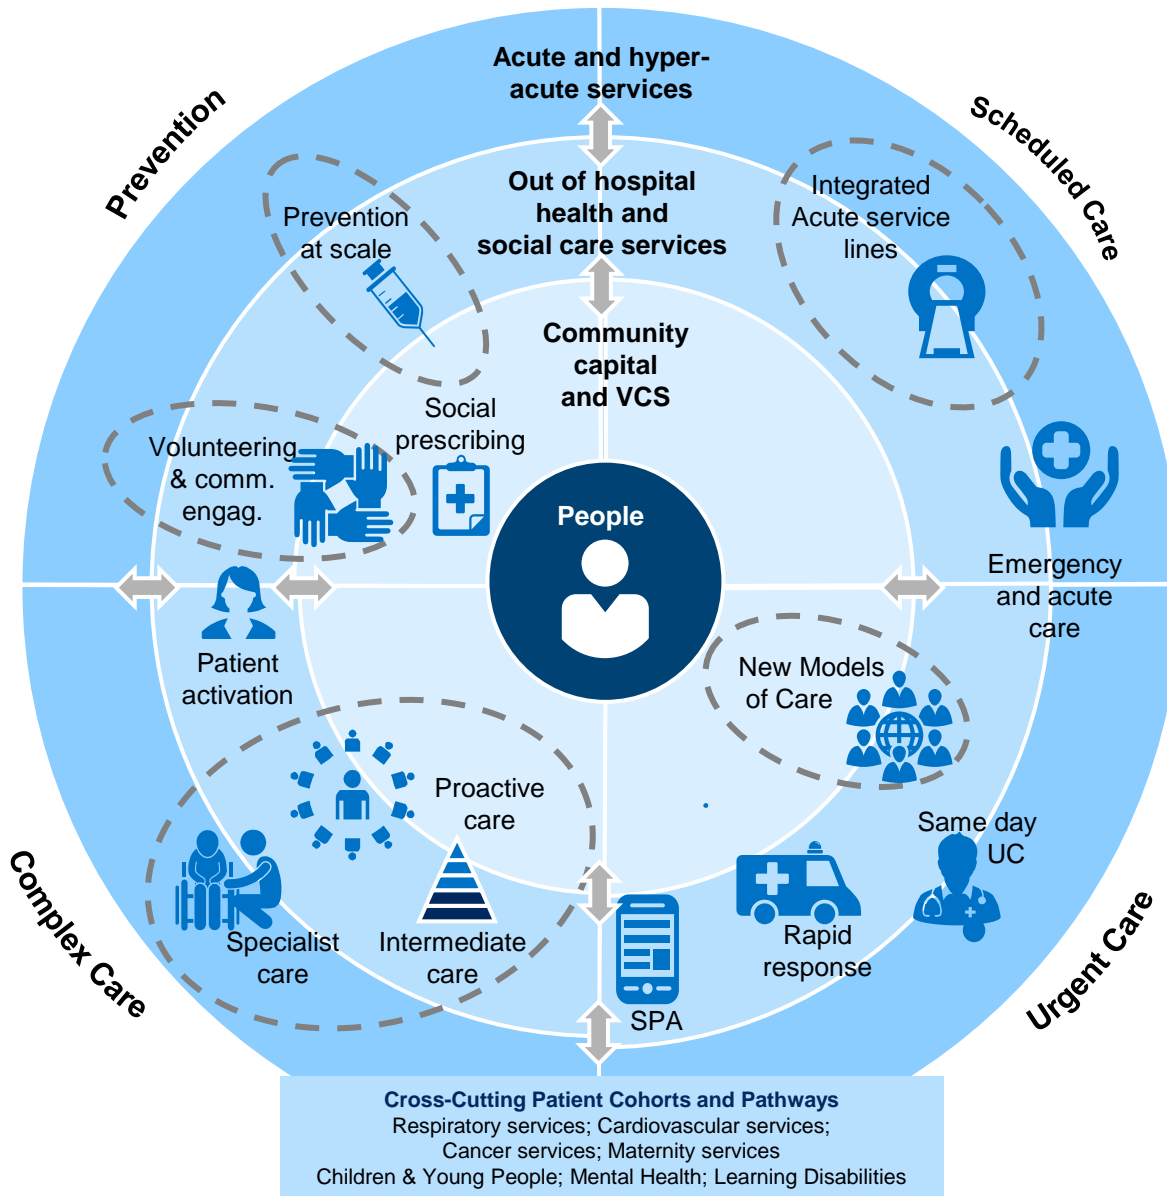 Prevention
Scheduled Care
Acute and hyper-
acute services
Out of hospital
health and
social care services
Community
capital
and VCS
Prevention
at scale
Integrated
Acute service
lines
Social
prescribing
Volunteering
& comm.
engag.
People
Emergency
and acute
care
Patient
activation
New Models
of Care
Proactive
care
Same day
UC
Specialist
care
Intermediate
care
Rapid
response
SPA
Complex Care
Urgent Care
Cross-Cutting Patient Cohorts and Pathways
Respiratory services; Cardiovascular services;
Cancer services; Maternity services
Children & Young People; Mental Health; Learning Disabilities